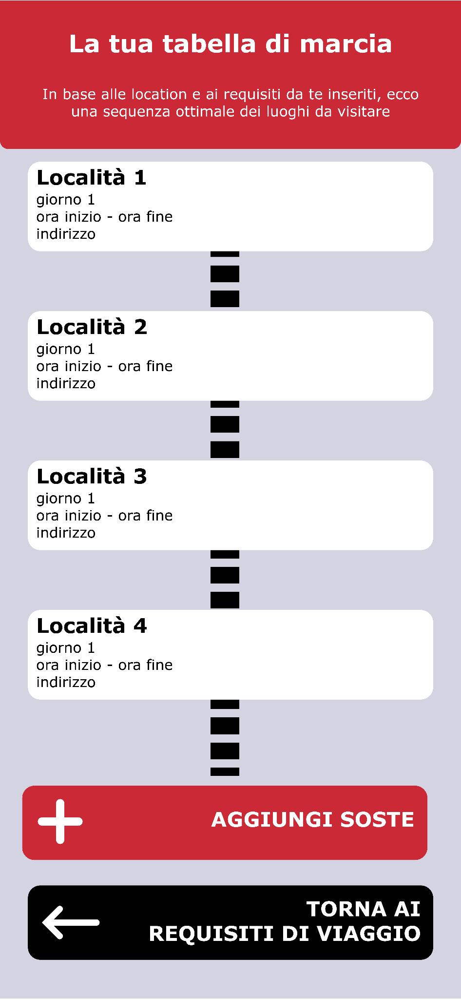 La tua tabella di marcia
In base alle location e ai requisiti da te inseriti, ecco
una sequenza ottimale dei luoghi da visitare
Località 1
giorno 1
ora inizio - ora fine
indirizzo
Località 2
giorno 1
ora inizio - ora fine
indirizzo
Località 3
giorno 1
ora inizio - ora fine
indirizzo
Località 4
giorno 1
ora inizio - ora fine
indirizzo
AGGIUNGI SOSTE
TORNA AI
REQUISITI DI VIAGGIO